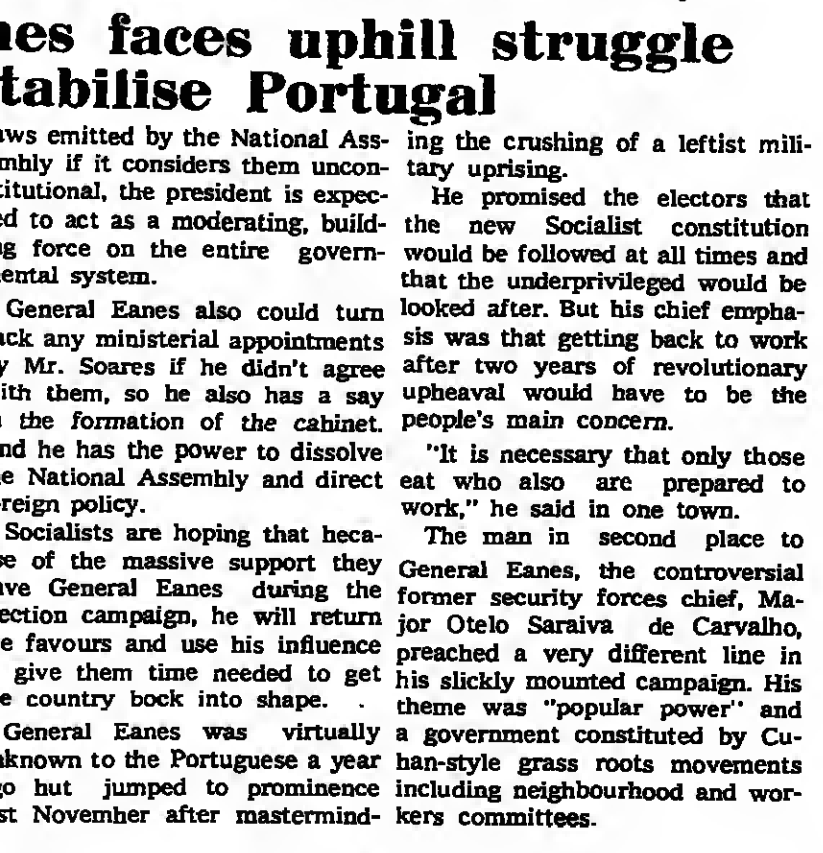 nes faces uphill struggle
tabilise Portugal
aws emitted by the National Ass-
mbly if it considers them uncon-
titutional, the president is expec-
ed to act as a moderating, build-
ng force on the entire govern-
ental system.
General Eanes also could turn
ack any ministerial appointments
y Mr. Soares if he didn't agree
ith them, so he also has a say
n the formation of the cahinet.
nd he has the power to dissolve
e National Assembly and direct
reign policy.
Socialists are hoping that heca-
se of the massive support they
ave General Eanes during the
ection campaign, he will return
e favours and use his influence
give them time needed to get
e country bock into shape. .
General Eanes was virtually
nknown to the Portuguese a year
go hut jumped to prominence
st November after mastermind-
ing the crushing of a leftist mili-
tary uprising.
He promised the electors that
the new Socialist constitution
would be followed at all times and
that the underprivileged would be
looked after. But his chief empha-
sis was that getting back to work
after two years of revolutionary
upheaval would have to be the
people's main concern.
"It is necessary that only those
eat who also are prepared to
work," he said in one town.
The man in second place to
General Eanes, the controversial
former security forces chief, Ma-
jor Otelo Saraiva de Carvalho,
preached a very different line in
his slickly mounted campaign. His
theme was "popular power" and
a government constituted by Cu-
han-style grass roots movements
including neighbourhood and wor-
kers committees.